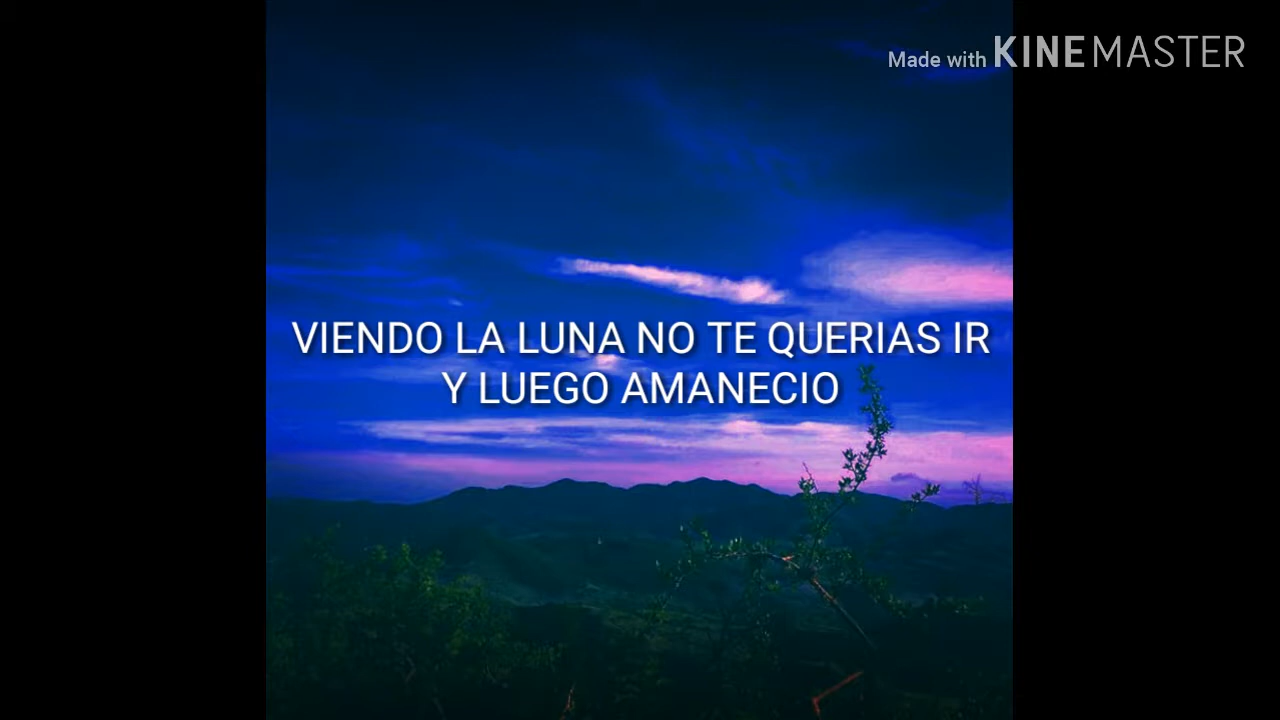 Made with KINEMASTER
VIENDO LA LUNA NO TE QUERIAS IR
Y LUEGO AMANECIO